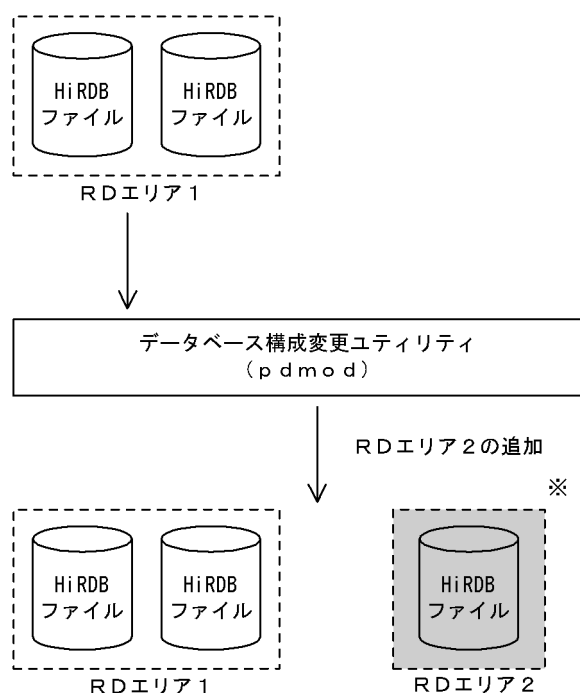 HiRDB
ファイル
HiRDB
ファイル
ＲＤエリア１
データベース構成変更ユティリティ
（ｐｄｍｏｄ）
ＲＤエリア２の追加
※
HiRDB
ファイル
HiRDB
ファイル
HiRDB
ファイル
ＲＤエリア１
ＲＤエリア２